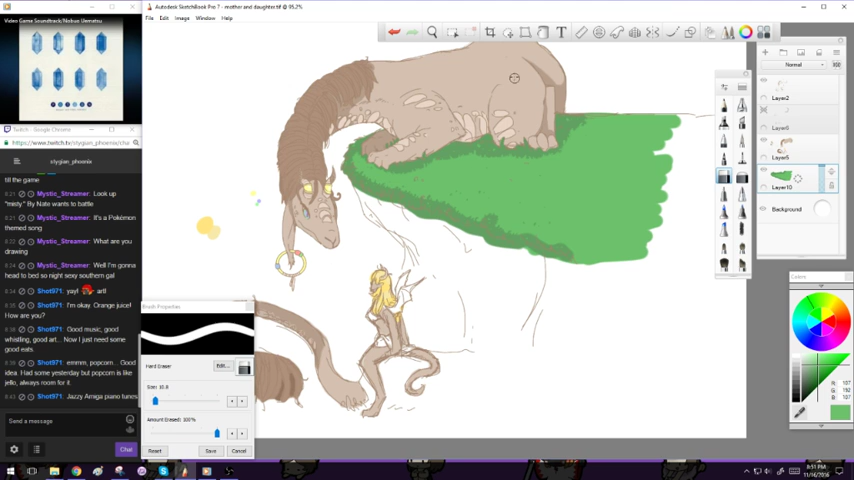 Video Game Soundtrack/Nobuo Uematsu
Autodesk SketchBook Pro 7 - mother and daughter.tif @ 95.2%
File Edit Image Window Help
Twitch - Google Chrome
https://www.twitch.tv/stygian_phoenix/chat
stygian_phoenix
till the game
8:21 Mystic_Streamer: Look up
"misty." By Nate wants to battle
8:21 Mystic_Streamer: It's a Pokémon
themed song
8:22 Mystic_Streamer: What are you
drawing
8:24 Mystic_Streamer: Well I'm gonna
head to bed so night sexy southern gal
8:34 Shot971: yay! art!
8:35 Shot971: I'm okay. Orange juice!
How are you?
8:38 Shot971: Good music, good
whistling, good art... Now I just need some
good eats.
8:39 Shot971: emmm, popcorn... Good
idea. Had some yesterday but popcorn is like
jello, always room for it.
8:43 Shot971: Jazzy Amiga piano tunes
Send a message
Chat
Brush Properties
Hard Eraser
Edit...
Size: 10.8
Amount Erased: 100%
Reset Save Cancel
Normal
Layer2
Layer6
Layer5
Layer10
Background
Colors
R: 107
G: 192
B: 107
8:51 PM
11/16/2016